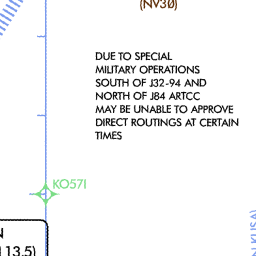 (NV30)
DUE TO SPECIAL
MILITARY OPERATIONS
SOUTH OF J32-94 AND
NORTH OF J84 ARTCC
MAY BE UNABLE TO APPROVE
DIRECT ROUTINGS AT CERTAIN
TIMES
KO57I
N
113.5)